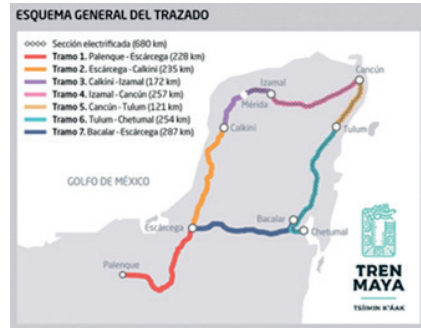 ESQUEMA GENERAL DEL TRAZADO
Sección electrificada (680 km)
Tramo 1. Palenque - Escárcega (228 km)
Tramo 2. Escárcega - Calkini (235 km)
Tramo 3. Calkini - Izamal (172 km)
Tramo 4. Izamal - Cancún (257 km)
Tramo 5. Cancún - Tulum (121 km)
Tramo 6. Tulum - Chetumal (254 km)
Tramo 7. Bacalar - Escárcega (287 km)
Cancún
Izamal
Mérida
Calkini
Tulum
GOLFO DE MÉXICO
Bacalar
Escárcega
Chetumal
Palenque
TREN
MAYA
TSÍIMIN K'ÁAK